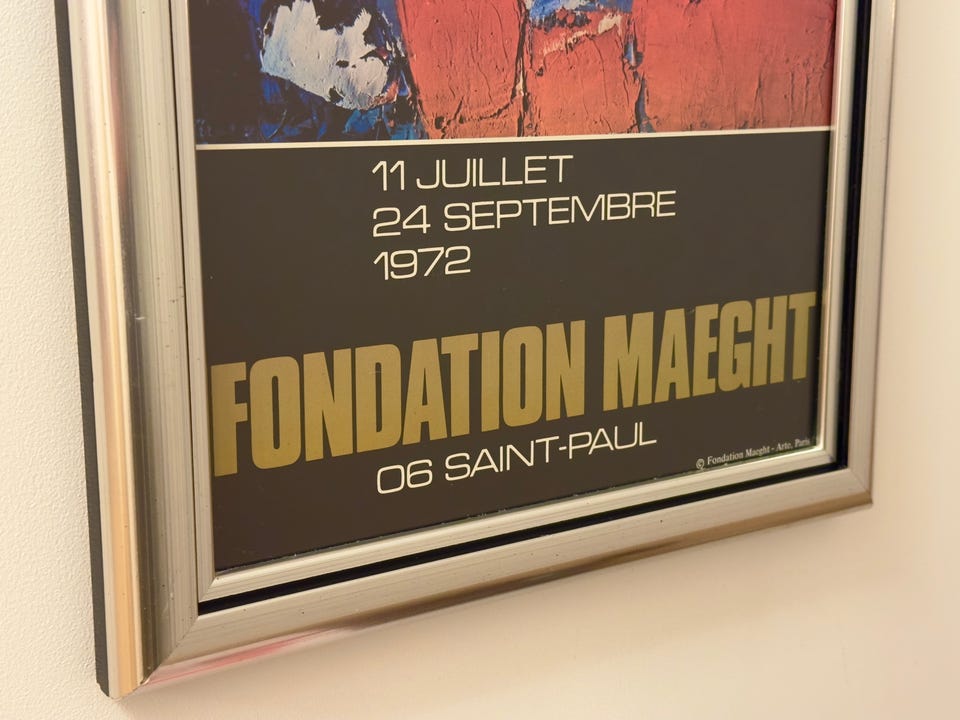 11 JUILLET
24 SEPTEMBRE
1972
FONDATION MAEGHT
06 SAINT-PAUL
© Fondation Maeght - Arte, Paris